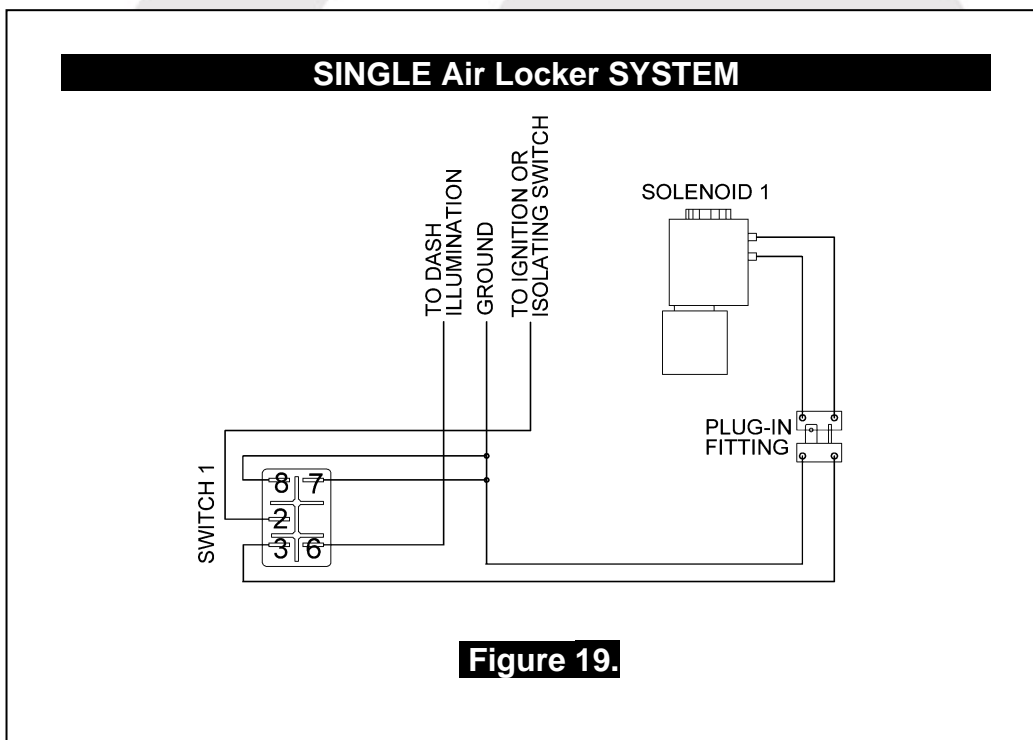 SINGLE Air Locker SYSTEM
TO DASH
ILLUMINATION
GROUND
TO IGNITION OR
ISOLATING SWITCH
SOLENOID 1
PLUG-IN
FITTING
SWITCH 1
8 7
2
3 6
Figure 19.